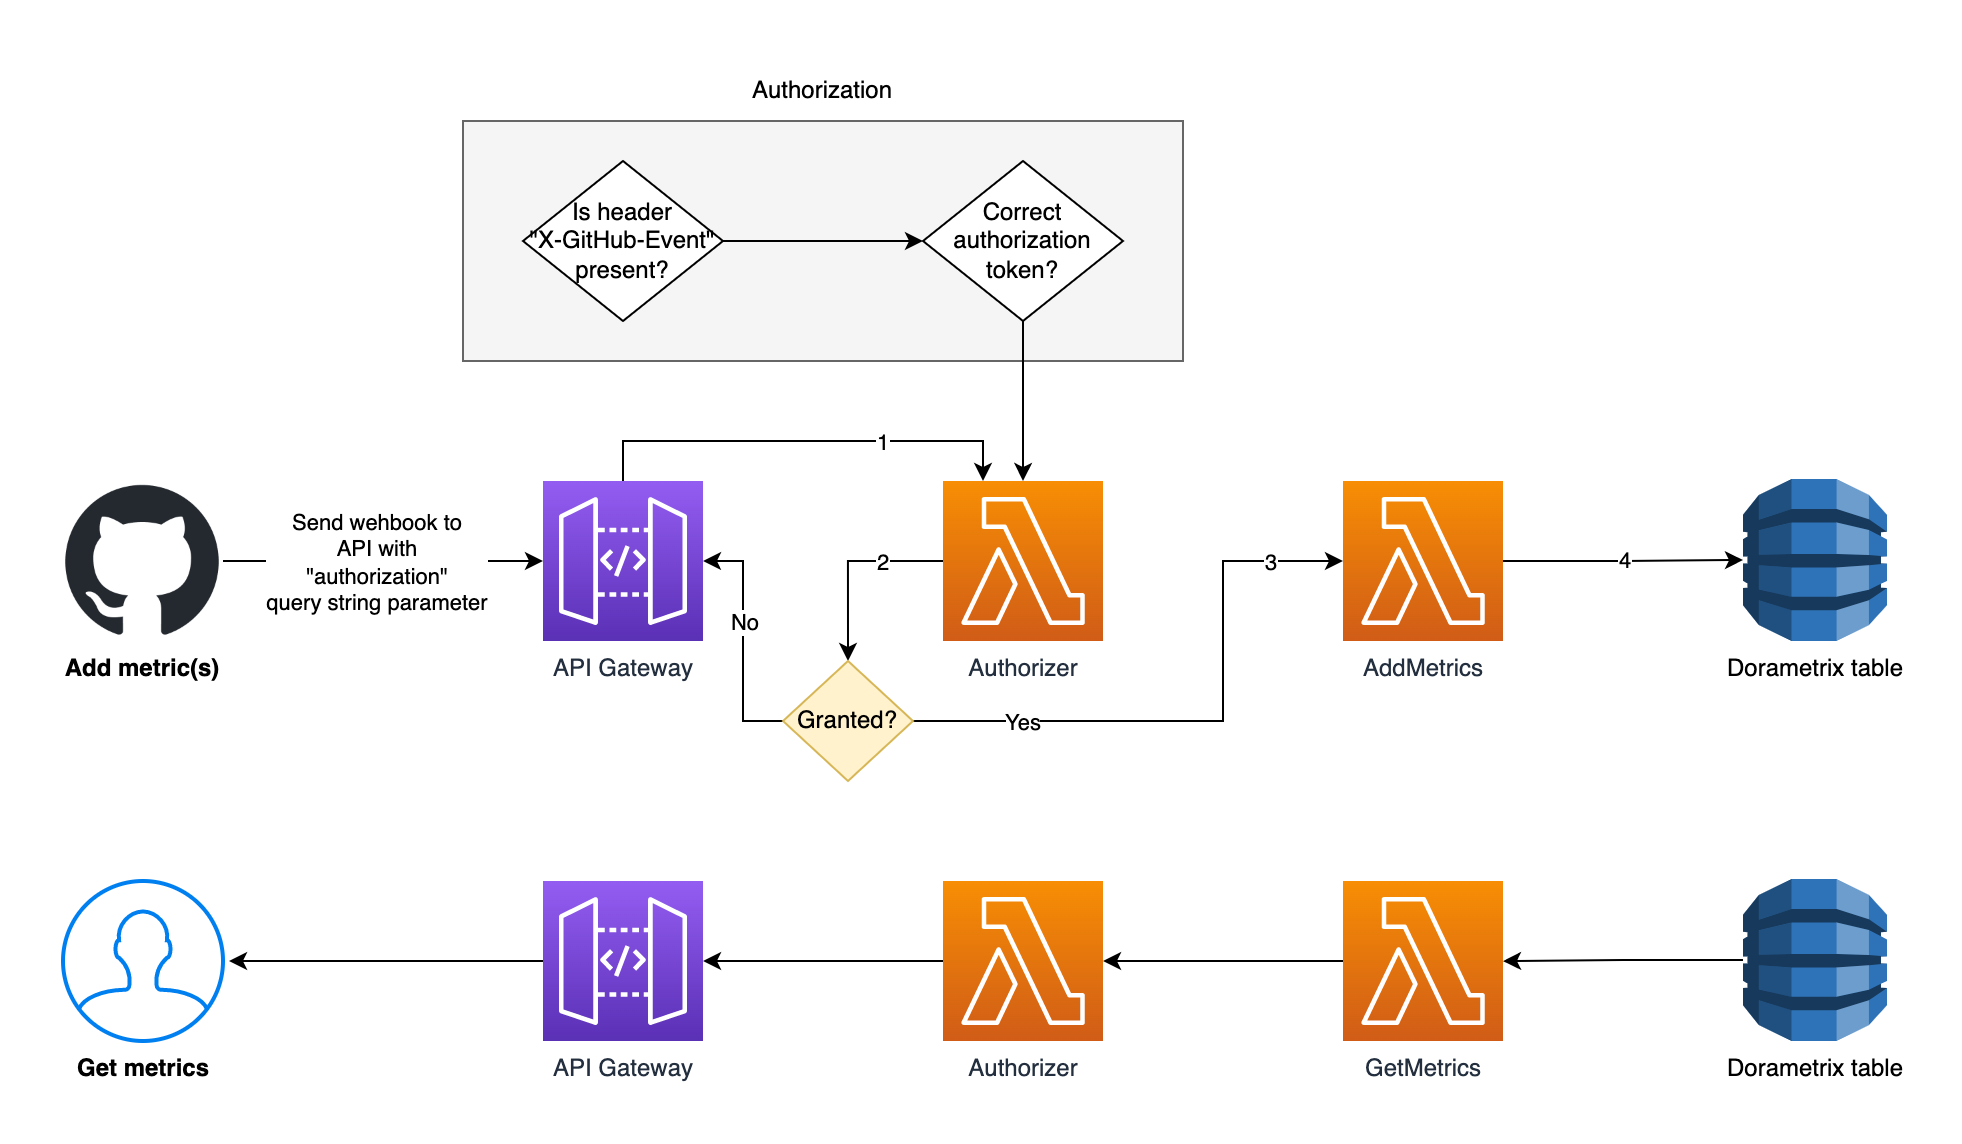 Authorization
Is header
"X-GitHub-Event"
present?
Correct
authorization
token?
1
Send wehbook to
API with
"authorization"
query string parameter
2
3
4
No
Add metric(s)
API Gateway
Authorizer
AddMetrics
Dorametrix table
Granted?
Yes
Get metrics
API Gateway
Authorizer
GetMetrics
Dorametrix table